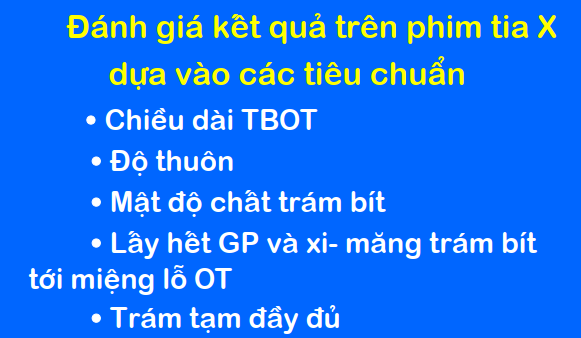 Đánh giá kết quả trên phim tia X
dựa vào các tiêu chuẩn
• Chiều dài TBOT
• Độ thuôn
• Mật độ chất trám bít
• Lấy hết GP và xi- măng trám bít
tới miệng lỗ OT
• Trám tạm đầy đủ